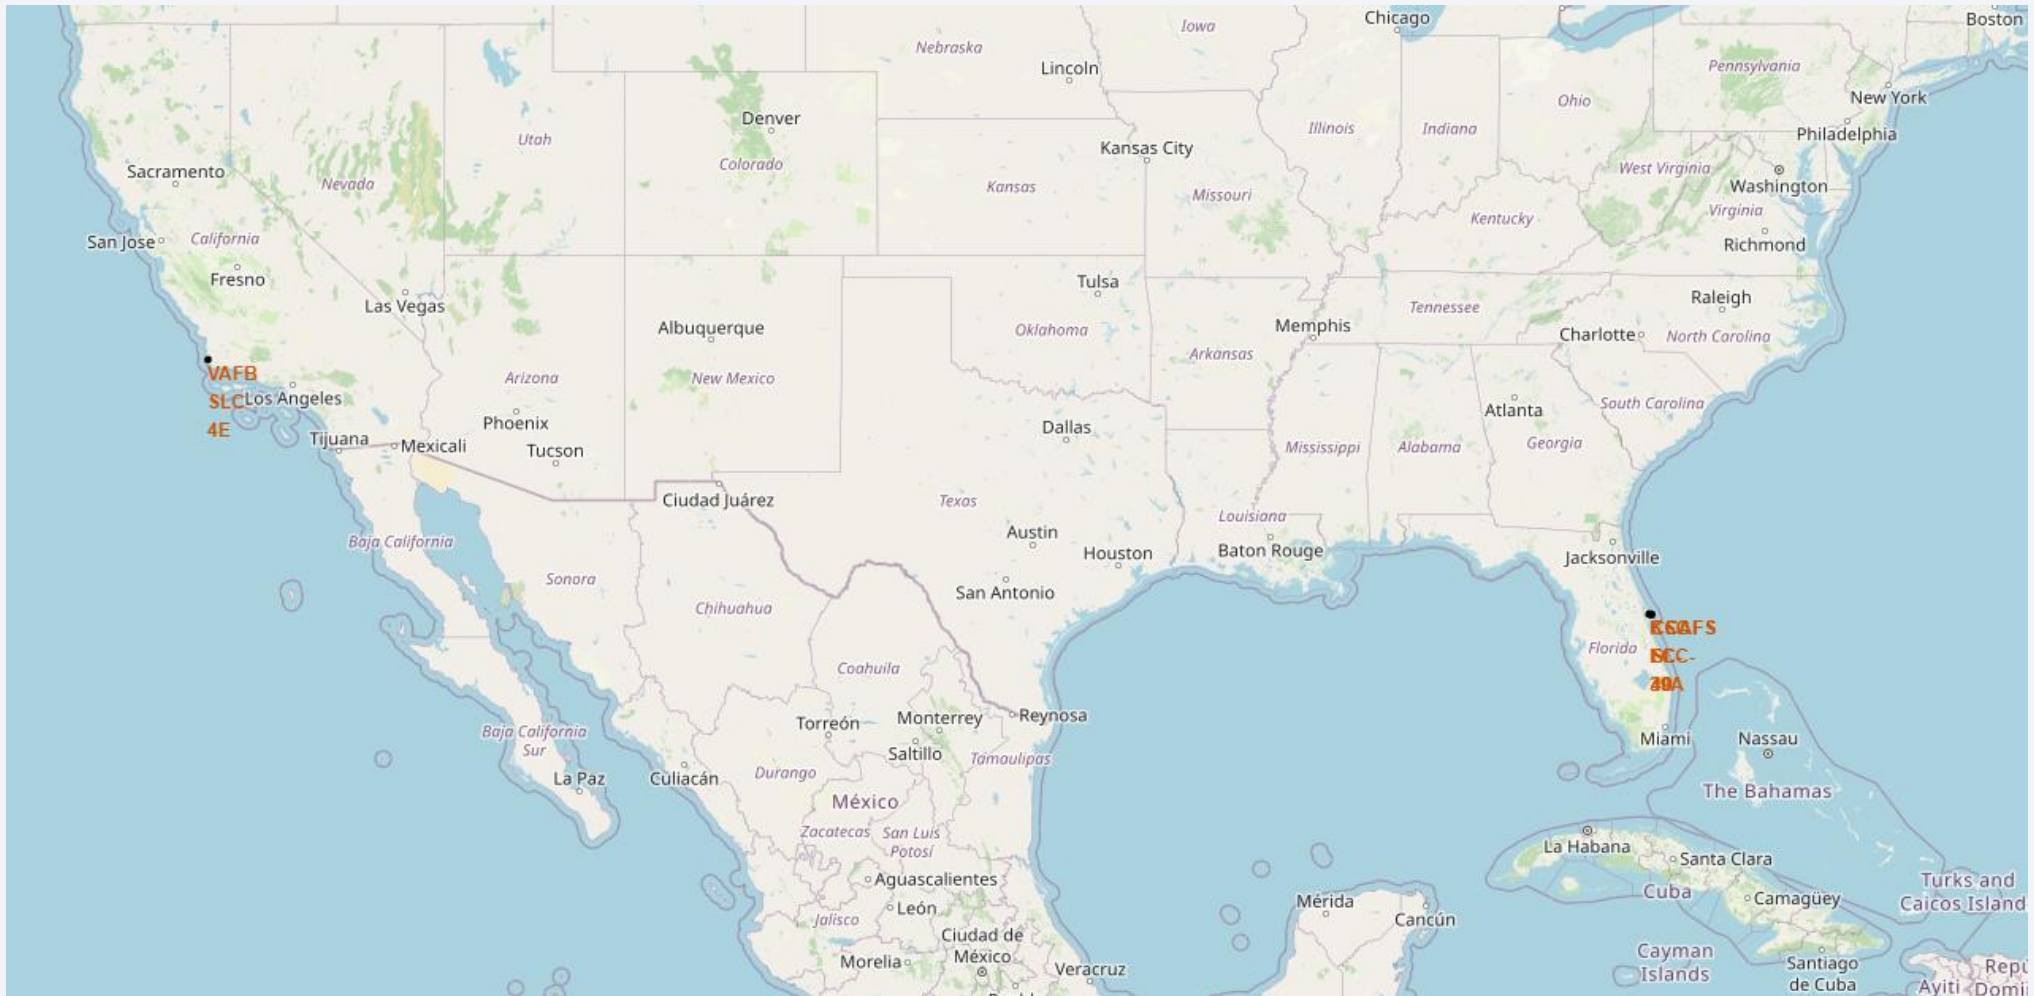 Chicago
Boston
Iowa
Nebraska
Lincoln
Pennsylvania
New York
Ohio
Denver
Utah
Illinois
Indiana
Philadelphia
Kansas City
Colorado
Sacramento
West Virginia
Nevada
Kansas
Washington
Missouri
Virginia
Kentucky
San Jose
California
Richmond
Fresno
Tulsa
Las Vegas
Raleigh
Tennessee
Albuquerque
Oklahoma
Memphis
Charlotte
North Carolina
Arkansas
VAFB
SLC-
4E
Arizona
New Mexico
Los Angeles
South Carolina
Atlanta
Phoenix
Dallas
Tijuana
Mexicali
Tucson
Mississippi
Alabama
Georgia
Ciudad Juárez
Texas
Louisiana
Austin
Baja California
Houston
Baton Rouge
Jacksonville
Sonora
San Antonio
Chihuahua
Florida
Coahuila
Torreón
Monterrey
Reynosa
Baja California
Sur
Saltillo
Tamaulipas
Miami
Nassau
La Paz
Culiacán
Durango
The Bahamas
México
Zacatecas
San Luis
Potosí
La Habana
Santa Clara
Aguascalientes
Turks and
Caicos Island
Cuba
Camagüey
Mérida
León
Jalisco
Cancún
Ciudad de
México
Cayman
Islands
Morelia
Veracruz
Santiago
de Cuba
Ayiti